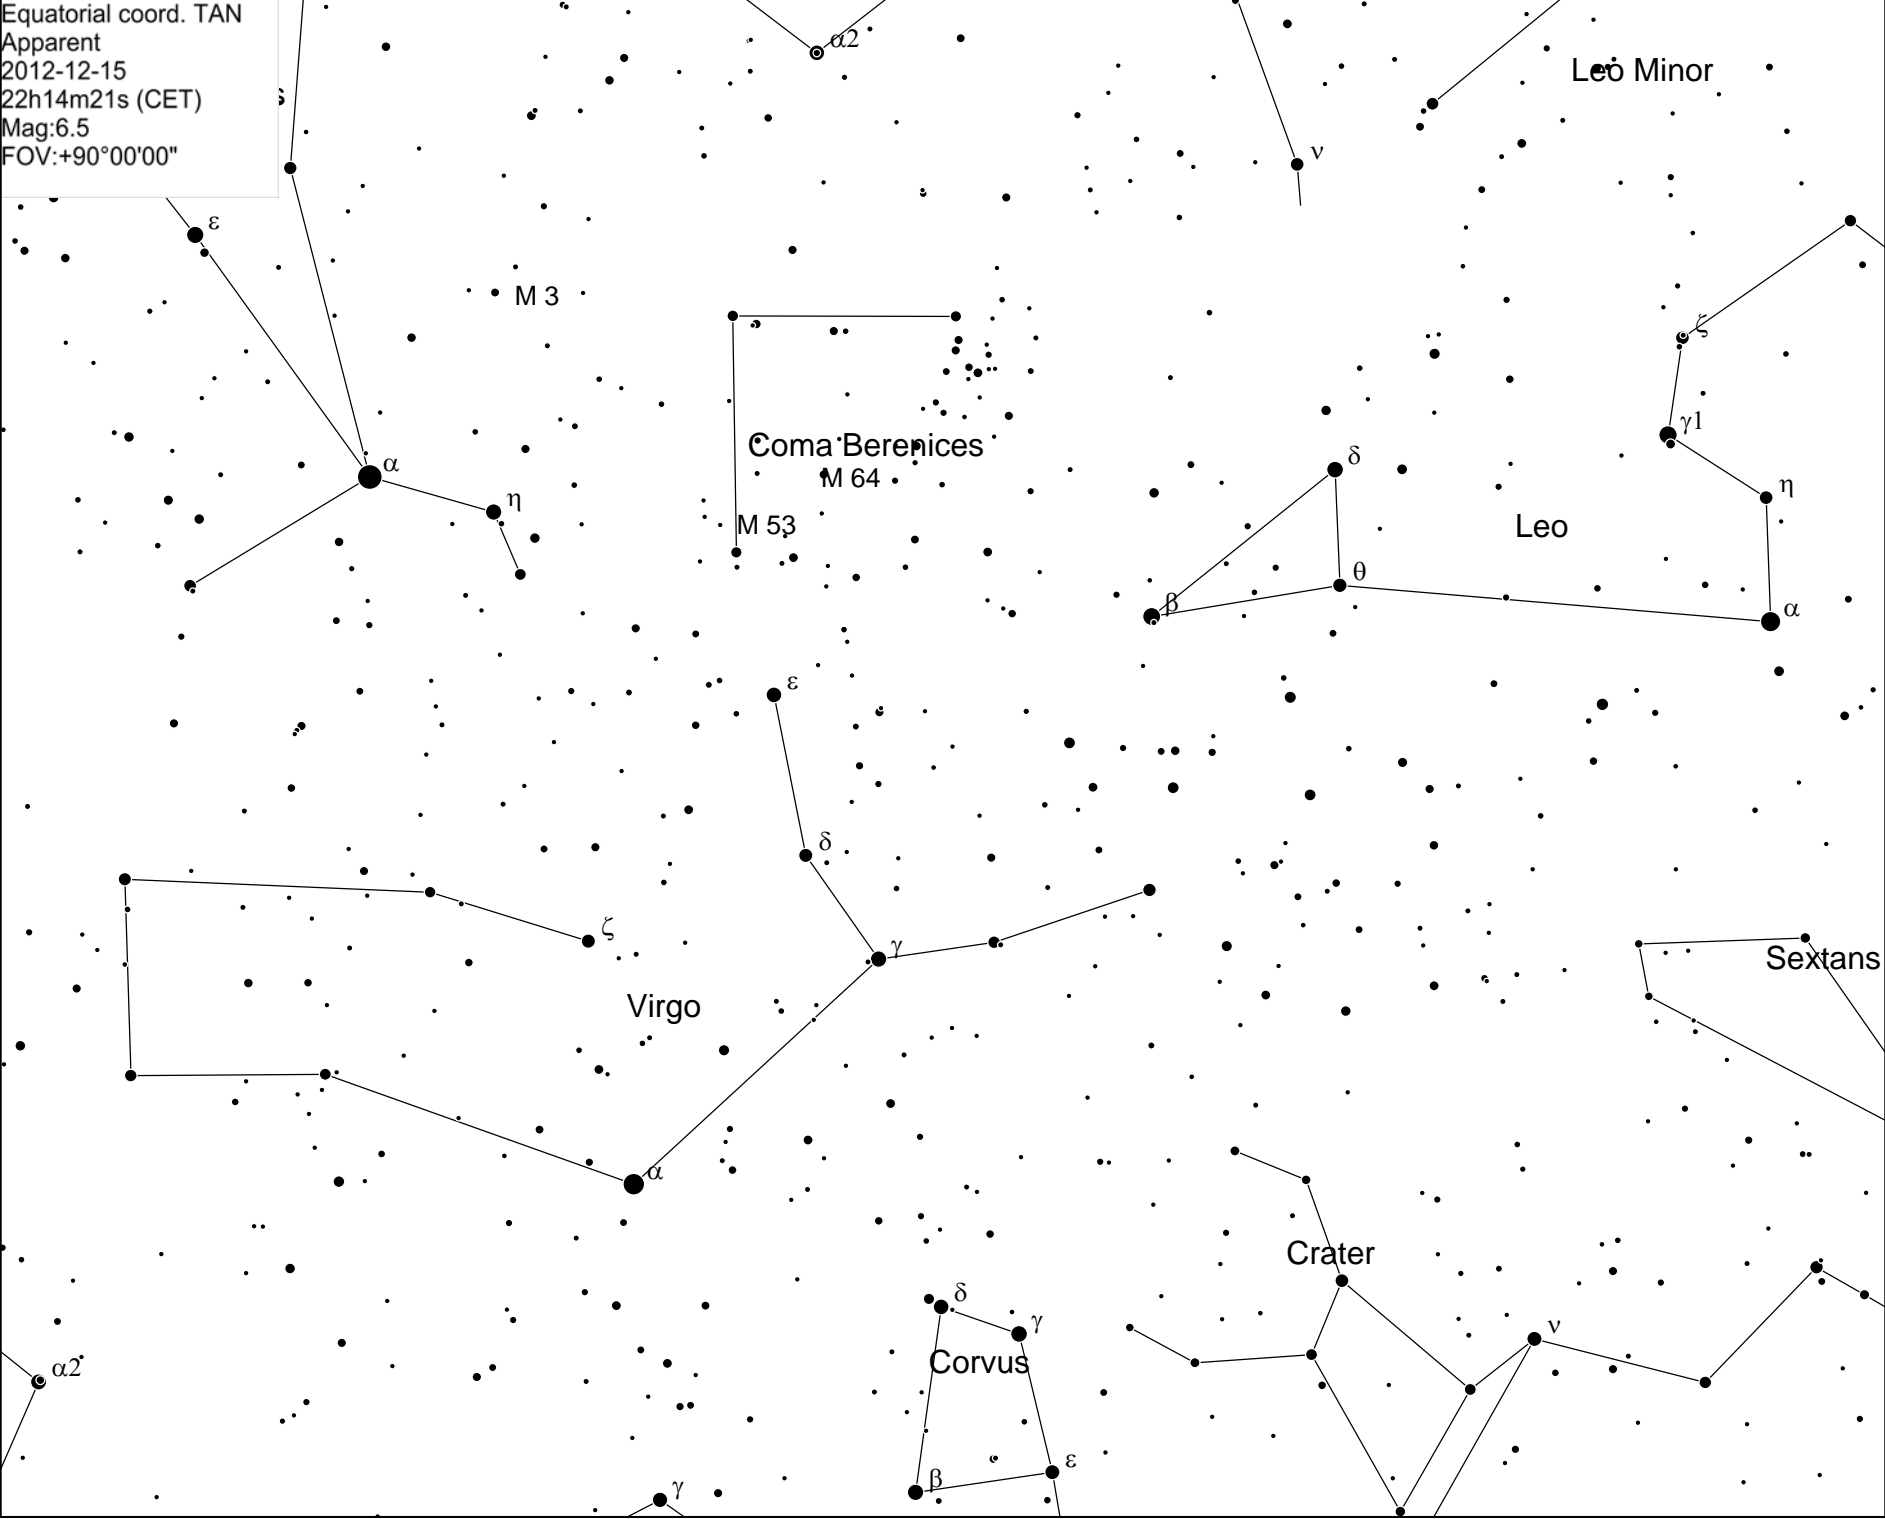 Equatorial coord. TAN
Apparent
2012-12-15
22h14m21s (CET)
Mag:6.5
FOV:+90°00'00"
s
α2
Leo Minor
ν
ε
M 3
ζ
γ1
Coma Berenices
α
M 64
δ
η
η
M 53
Leo
θ
β
α
ε
δ
ζ
γ
Sextans
Virgo
α
Crater
δ
γ
ν
Corvus
α2
ε
β
γ